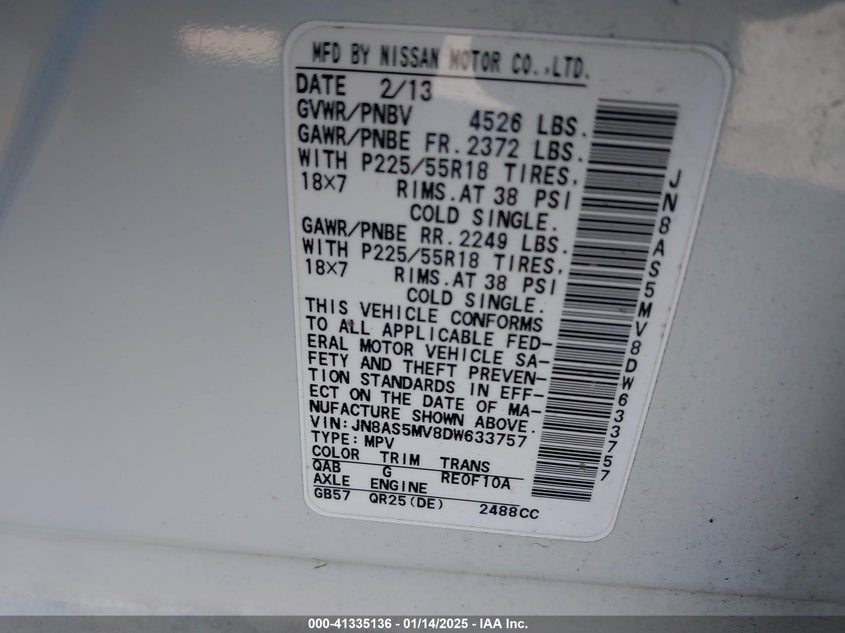 MFD BY NISSAN MOTOR CO.,LTD.
DATE 2/13
GVWR/PNBV 4526 LBS.
GAWR/PNBE FR. 2372 LBS.
WITH P225/55R18 TIRES,
18×7 RIMS. AT 38 PSI
COLD SINGLE.
GAWR/PNBE RR. 2249 LBS.
WITH P225/55R18 TIRES,
18×7 RIMS. AT 38 PSI
COLD SINGLE.
THIS VEHICLE CONFORMS
TO ALL APPLICABLE FED-
ERAL MOTOR VEHICLE SA-
FETY AND THEFT PREVEN-
TION STANDARDS IN EFF-
ECT ON THE DATE OF MA-
NUFACTURE SHOWN ABOVE.
VIN: JN8AS5MV8DW633757
TYPE: MPV
COLOR TRIM TRANS
QAB G RE0F10A
AXLE ENGINE
GB57 QR25(DE) 2488CC
JN8AS5MV8DW633757
000-41335136 - 01/14/2025 - IAA Inc.